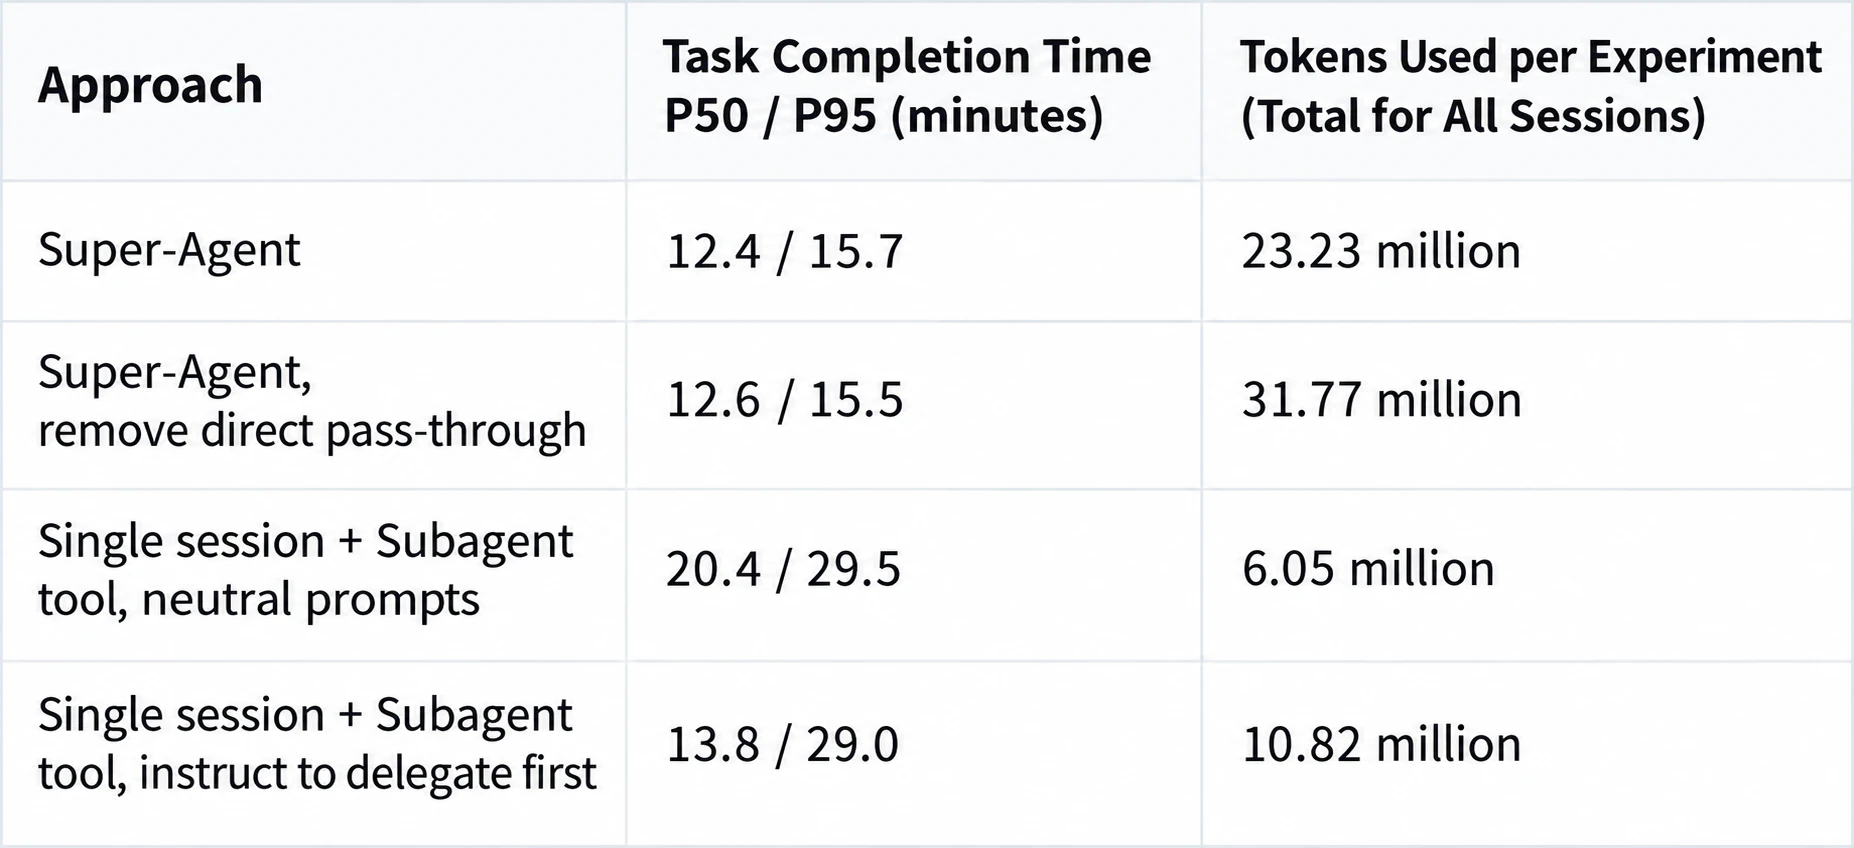 Approach
Task Completion Time
P50 / P95 (minutes)
Tokens Used per Experiment
(Total for All Sessions)
Super-Agent
12.4 / 15.7
23.23 million
Super-Agent,
remove direct pass-through
12.6 / 15.5
31.77 million
Single session + Subagent
tool, neutral prompts
20.4 / 29.5
6.05 million
Single session + Subagent
tool, instruct to delegate first
13.8 / 29.0
10.82 million